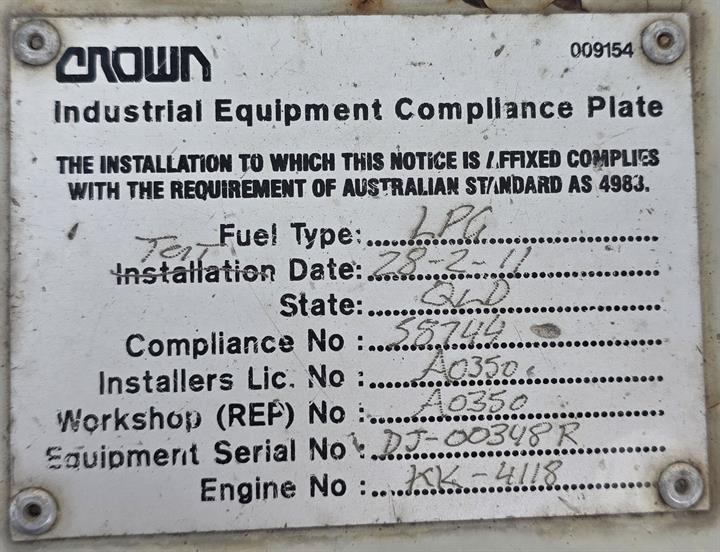 CROWN
009154
Industrial Equipment Compliance Plate
THE INSTALLATION TO WHICH THIS NOTICE IS AFFIXED COMPLIES
WITH THE REQUIREMENT OF AUSTRALIAN STANDARD AS 4983.
Fuel Type: LPG
Test
Installation Date: 28-2-11
State: QLD
Compliance No : 58744
Installers Lic. No : A0350
Workshop (REP) No : A0350
Equipment Serial No : DJ-00348R
Engine No : KK-4118